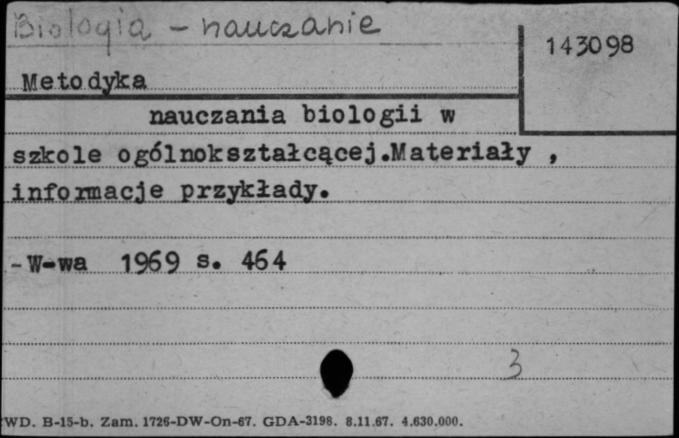 Biologia - nauczanie
143098
Metodyka
nauczania biologii w
szkole ogólnokształcącej.Materiały ,
informacje przykłady.
-W-wa 1969 s. 464
3
WD. B-15-b. Zam. 1726-DW-On-67. GDA-3198. 8.11.67. 4.630.000.